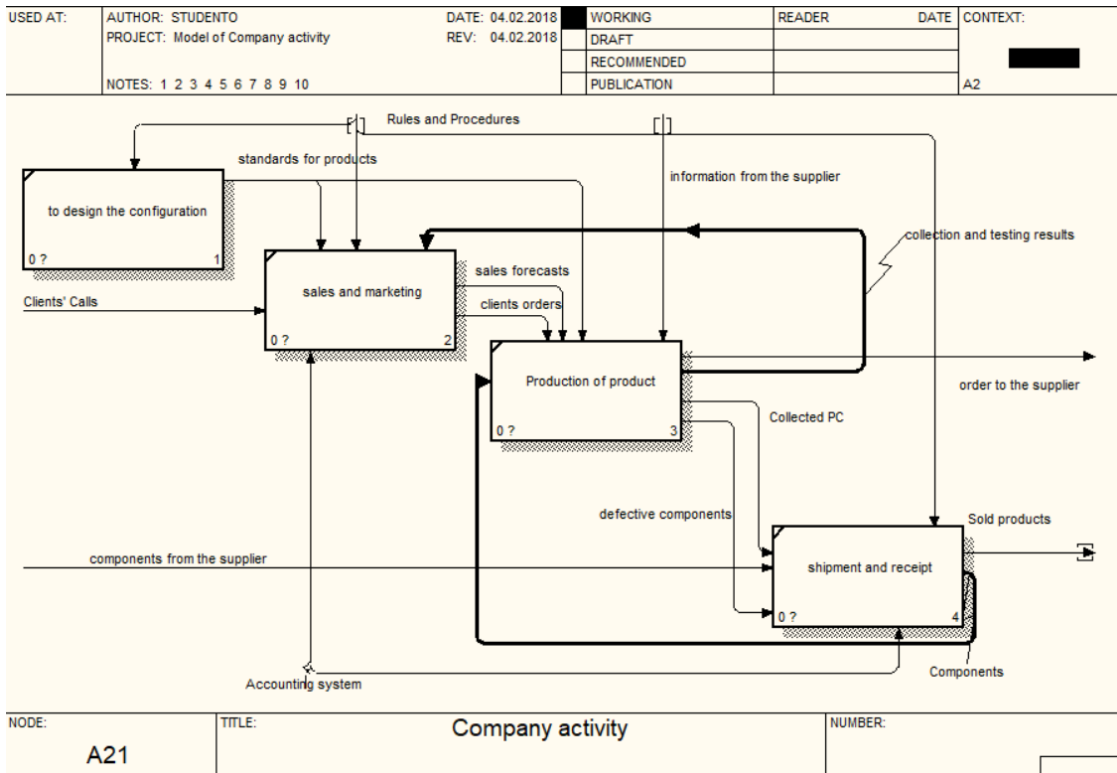 USED AT:
AUTHOR: STUDENTO
DATE: 04.02.2018
PROJECT: Model of Company activity
REV: 04.02.2018
NOTES: 1 2 3 4 5 6 7 8 9 10
WORKING
DRAFT
RECOMMENDED
PUBLICATION
READER
DATE
CONTEXT:
A2
Rules and Procedures
standards for products
information from the supplier
to design the configuration
0 ?
1
collection and testing results
Clients' Calls
sales and marketing
0 ?
2
sales forecasts
clients orders
Production of product
0 ?
3
order to the supplier
Collected PC
defective components
Sold products
components from the supplier
shipment and receipt
0 ?
4
Components
Accounting system
NODE:
A21
TITLE:
Company activity
NUMBER: